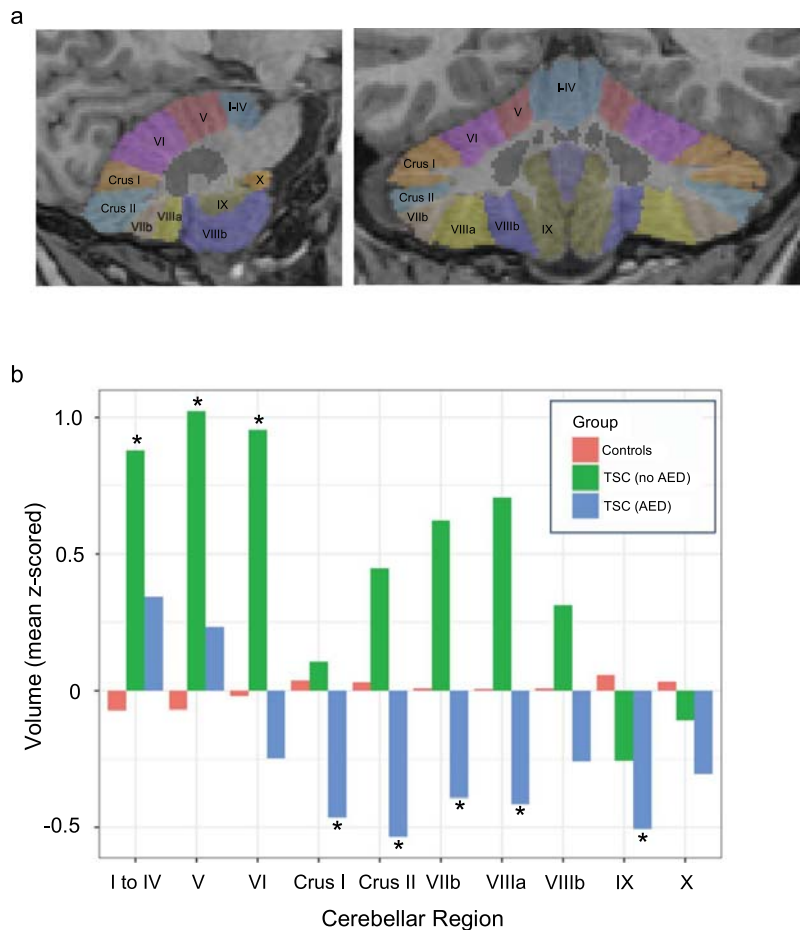 a
I-IV
V
VI
Crus I
X
Crus II
IX
VIIIa
VIIb
VIIIb
I-IV
V
VI
Crus I
Crus II
VIIb
VIIIa
VIIIb
IX
b
Volume (mean z-scored)
1.0
0.5
0
-0.5
* * *
* * * * *
Group
Controls
TSC (no AED)
TSC (AED)
I to IV V VI Crus I Crus II VIIb VIIIa VIIIb IX X
Cerebellar Region